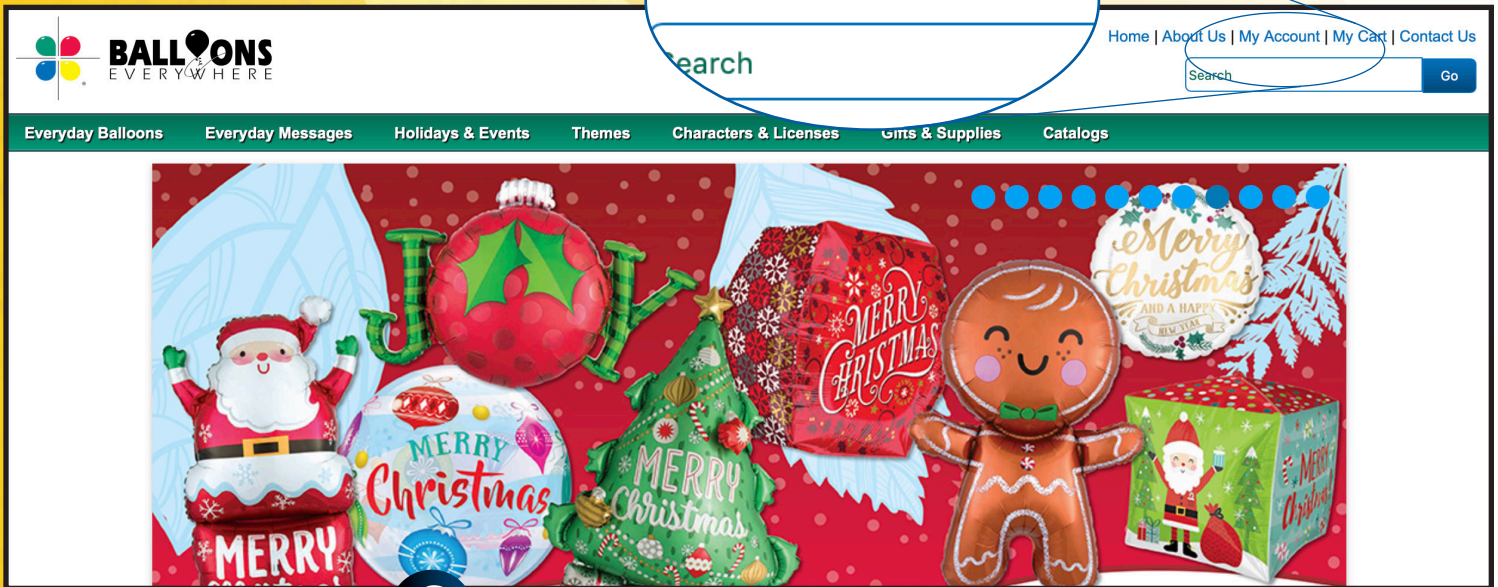 BALLOONS
EVERYWHERE
Search
Home | About Us | My Account | My Cart | Contact Us
Search
Go
Everyday Balloons Everyday Messages Holidays & Events Themes Characters & Licenses Gifts & Supplies Catalogs
JOY
MERRY
Christmas
MERRY
Christmas
MERRY
CHRISTMAS
Merry
Christmas
AND A HAPPY
NEW YEAR
MERRY
Christmas
MERRY